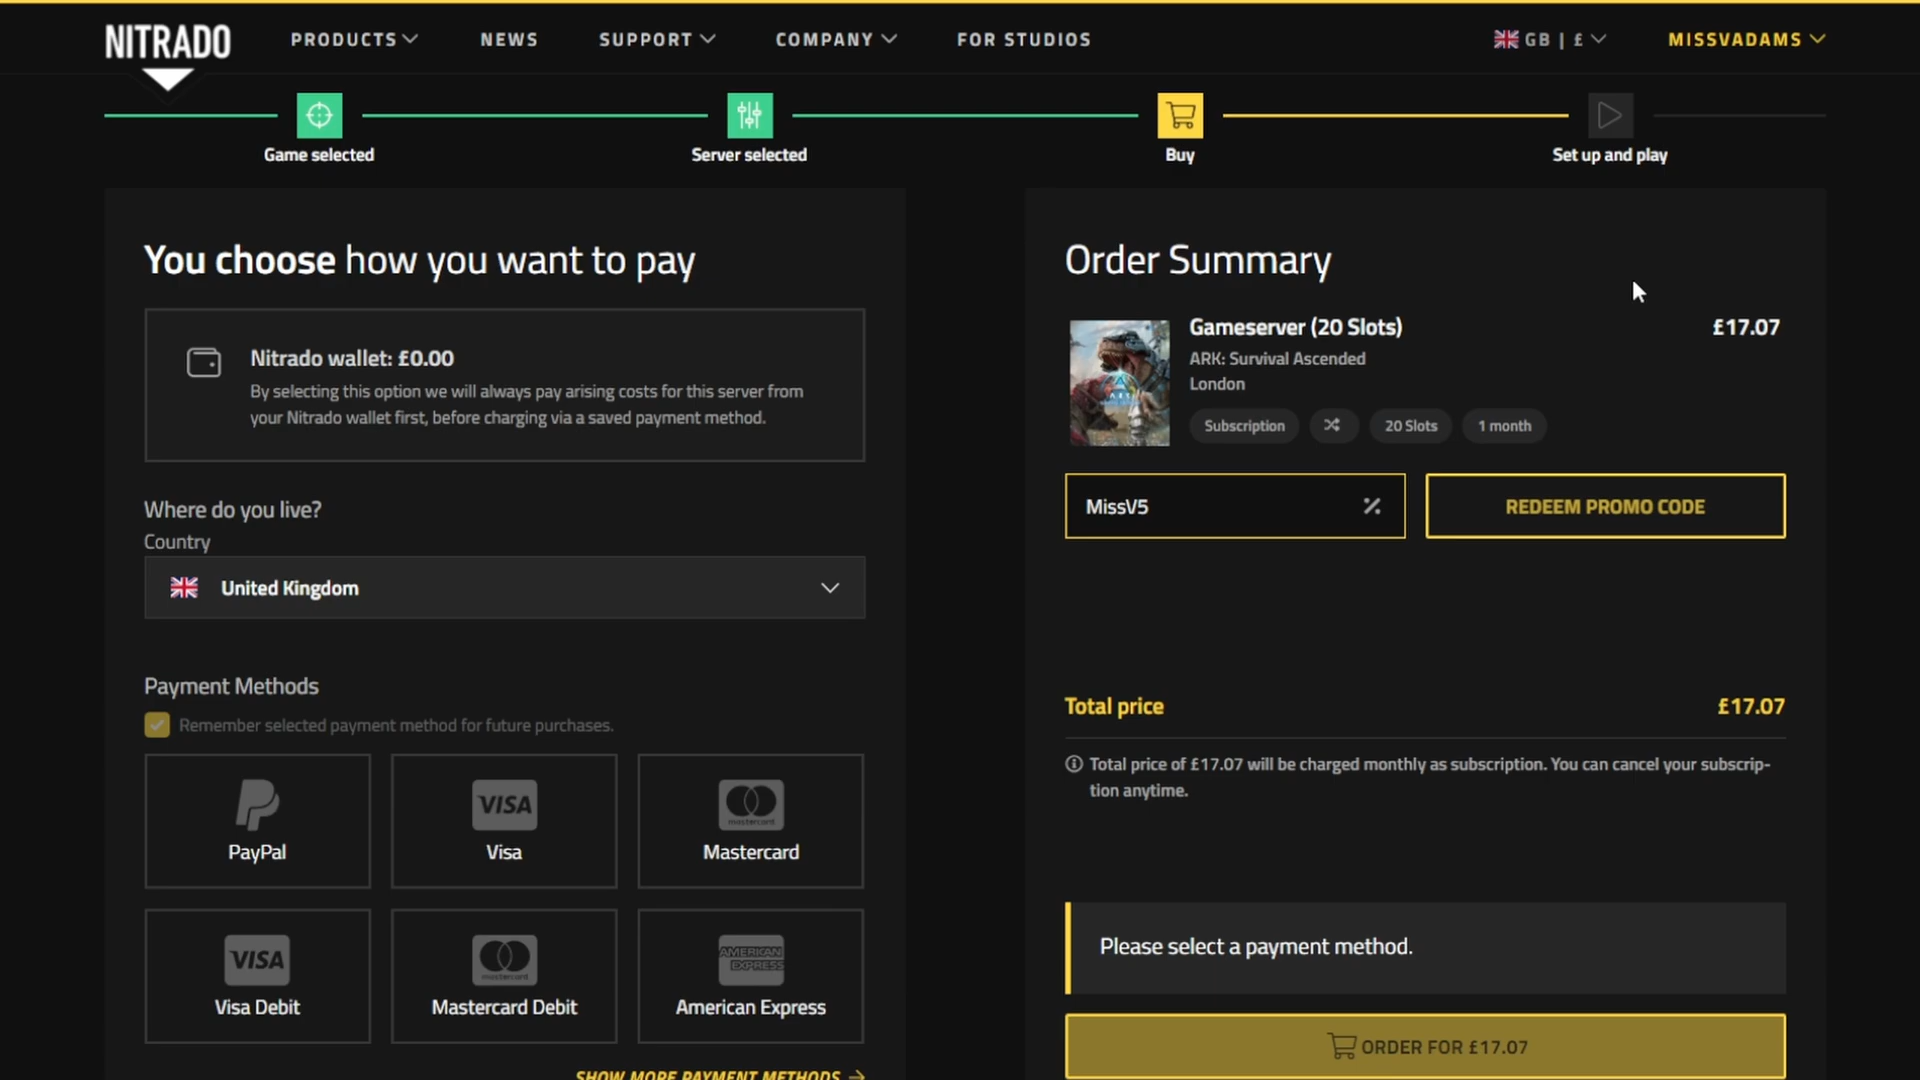 NITRADO
PRODUCTS
NEWS
SUPPORT
COMPANY
FOR STUDIOS
GB | £
MISSVADAMS
Game selected
Server selected
Buy
Set up and play
You choose how you want to pay
Nitrado wallet: £0.00
By selecting this option we will always pay arising costs for this server from
your Nitrado wallet first, before charging via a saved payment method.
Where do you live?
Country
United Kingdom
Payment Methods
Remember selected payment method for future purchases.
VISA
mastercard
PayPal
Visa
Mastercard
VISA
mastercard
AMERICAN
EXPRESS
Visa Debit
Mastercard Debit
American Express
SHOW MORE PAYMENT METHODS →
Order Summary
Gameserver (20 Slots)
£17.07
ARK: Survival Ascended
London
ARK
Subscription
20 Slots
1 month
MissV5
%
REDEEM PROMO CODE
Total price
£17.07
Total price of £17.07 will be charged monthly as subscription. You can cancel your subscrip-
tion anytime.
Please select a payment method.
ORDER FOR £17.07